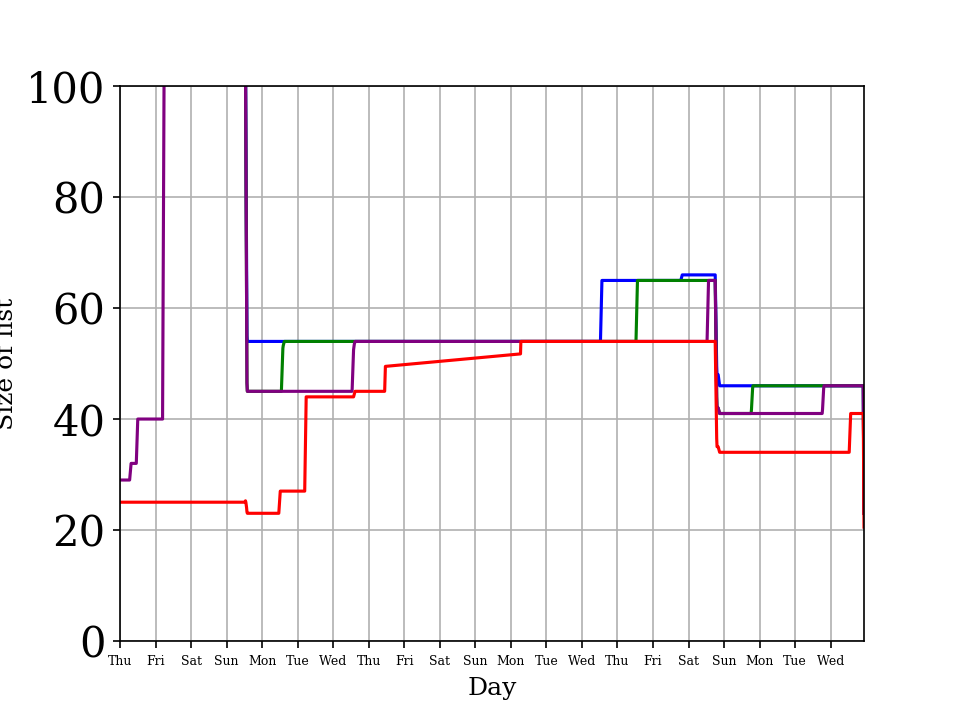 100
80
60
40
20
0
Size of list
Thu Fri Sat Sun Mon Tue Wed Thu Fri Sat Sun Mon Tue Wed Thu Fri Sat Sun Mon Tue Wed
Day